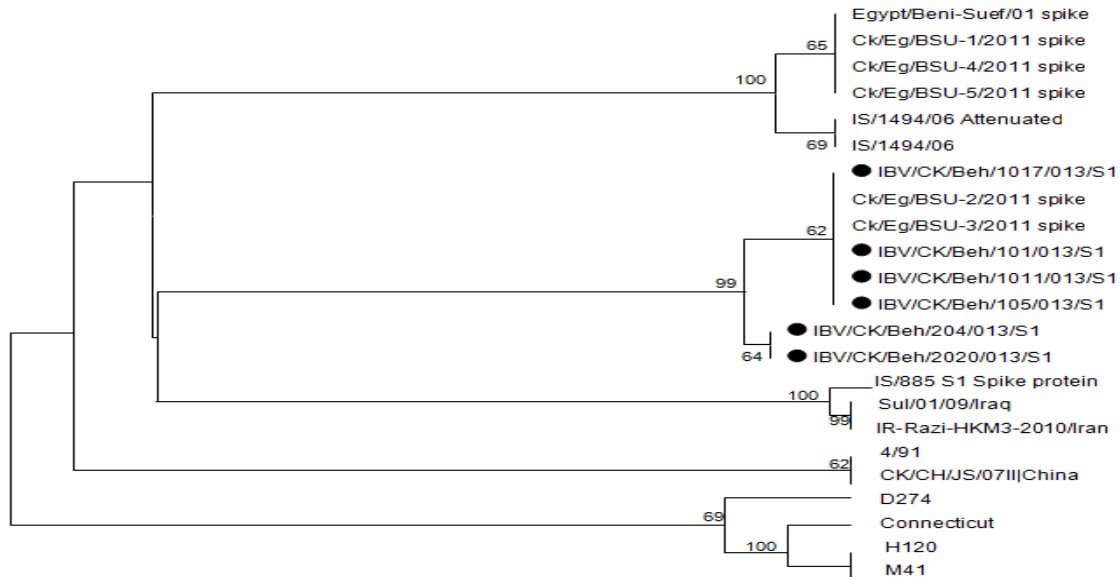 Egypt/Beni-Suef/01 spike
65
Ck/Eg/BSU-1/2011 spike
Ck/Eg/BSU-4/2011 spike
100
Ck/Eg/BSU-5/2011 spike
IS/1494/06 Attenuated
69
IS/1494/06
IBV/CK/Beh/1017/013/S1
Ck/Eg/BSU-2/2011 spike
62
Ck/Eg/BSU-3/2011 spike
IBV/CK/Beh/101/013/S1
99
IBV/CK/Beh/1011/013/S1
IBV/CK/Beh/105/013/S1
IBV/CK/Beh/204/013/S1
64
IBV/CK/Beh/2020/013/S1
IS/885 S1 Spike protein
100
Sul/01/09/Iraq
99
IR-Razi-HKM3-2010/Iran
4/91
62
CK/CH/JS/07II|China
D274
69
Connecticut
100
H120
M41